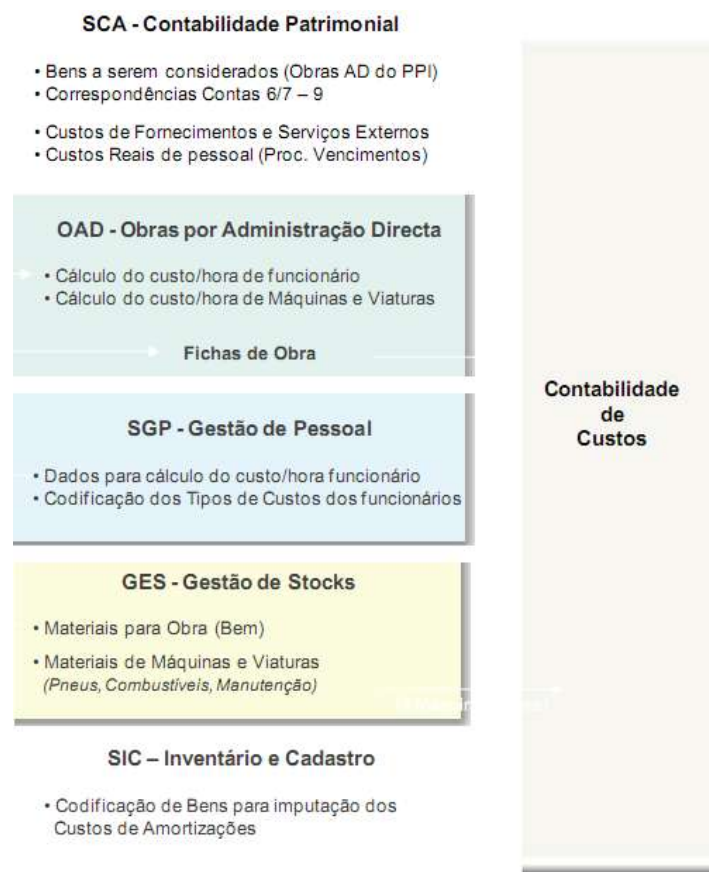 SCA - Contabilidade Patrimonial
• Bens a serem considerados (Obras AD do PPI)
• Correspondências Contas 6/7 – 9
• Custos de Fornecimentos e Serviços Externos
• Custos Reais de pessoal (Proc. Vencimentos)
OAD - Obras por Administração Directa
• Cálculo do custo/hora de funcionário
• Cálculo do custo/hora de Máquinas e Viaturas
Fichas de Obra
SGP - Gestão de Pessoal
• Dados para cálculo do custo/hora funcionário
• Codificação dos Tipos de Custos dos funcionários
GES - Gestão de Stocks
• Materiais para Obra (Bem)
• Materiais de Máquinas e Viaturas
(Pneus, Combustíveis, Manutenção)
SIC – Inventário e Cadastro
• Codificação de Bens para imputação dos
Custos de Amortizações
Contabilidade
de
Custos